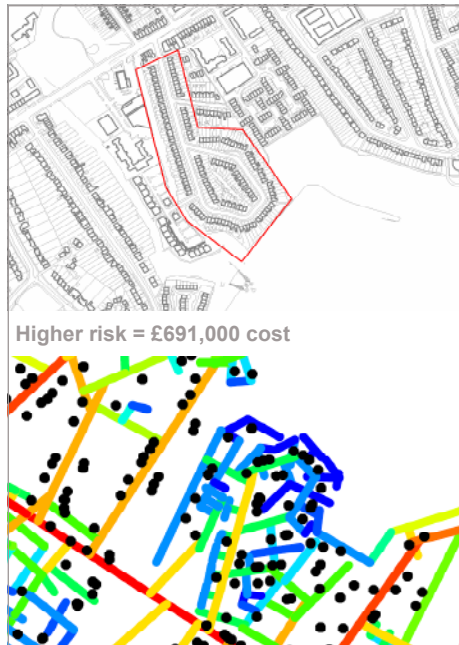 Higher risk = £691,000 cost